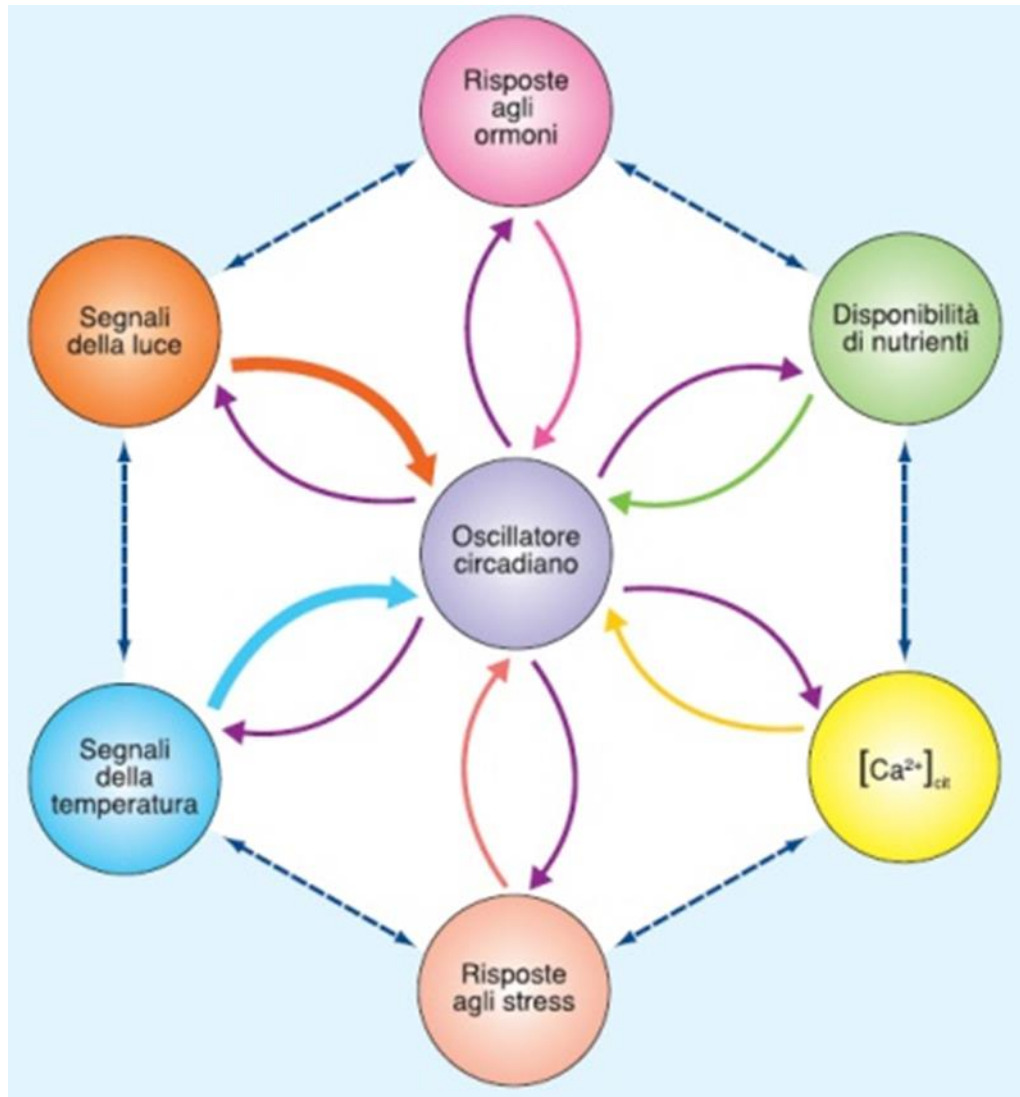 Risposte
agli
ormoni
Segnali
della luce
Disponibilità
di nutrienti
Oscillatore
circadiano
Segnali
della
temperatura
[Ca²⁺]cit
Risposte
agli stress